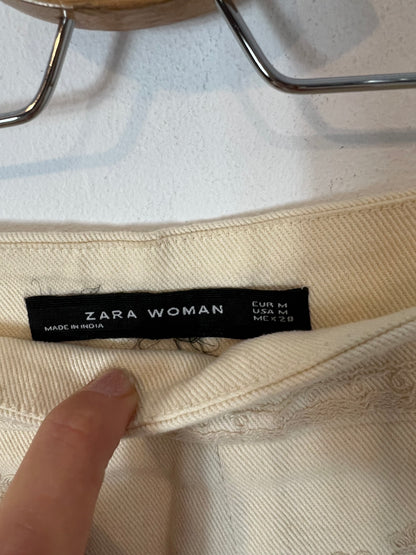 ZARA WOMAN
MADE IN INDIA
EUR M
USA M
MEX 28